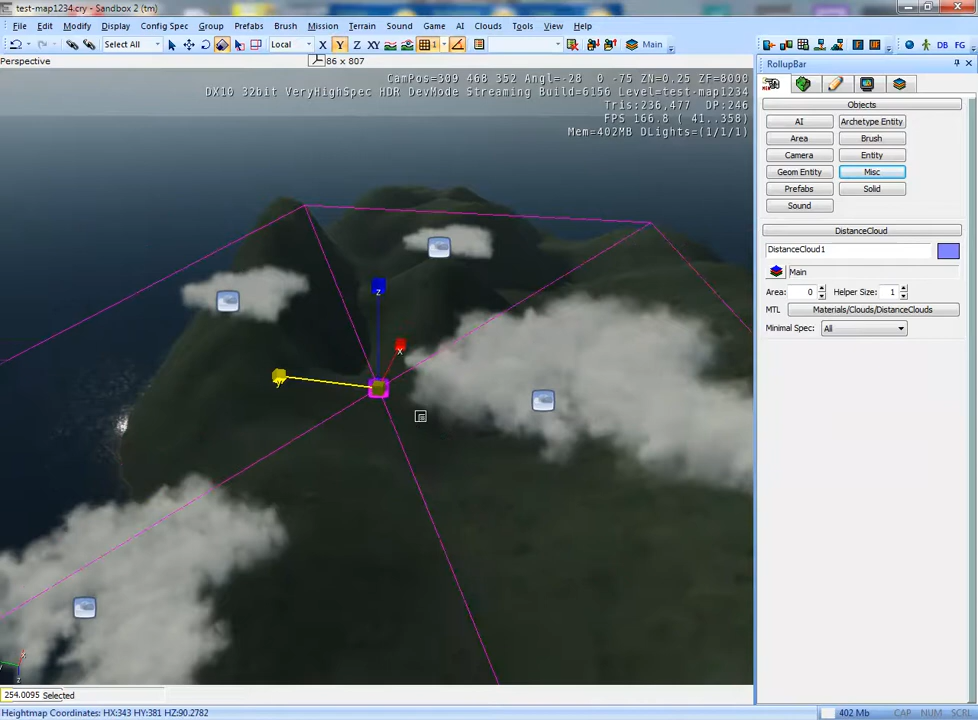 test-map1234.cry - Sandbox 2 (tm)
File Edit Modify Display Config Spec Group Prefabs Brush Mission Terrain Sound Game AI Clouds Tools View Help
Select All Local X Y Z XY 1 Main DB FG
Perspective 86 x 807
RollupBar
CamPos=309 468 352 Angl=-28 0 -75 ZN=0.25 ZF=8000
DX10 32bit VeryHighSpec HDR DevMode Streaming Build=6156 Level=test-map1234
Tris:236,477 DP:246
FPS 166.8 ( 41..358)
Mem=402MB DLights=(1/1/1)
Objects
AI Archetype Entity
Area Brush
Camera Entity
Geom Entity Misc
Prefabs Solid
Sound
DistanceCloud
DistanceCloud1
Main
Area: 0 Helper Size: 1
MTL Materials/Clouds/DistanceClouds
Minimal Spec: All
z
x
y
x
z
254.0095 Selected
Heightmap Coordinates: HX:343 HY:381 HZ:90.2782 402 Mb CAP NUM SCRL